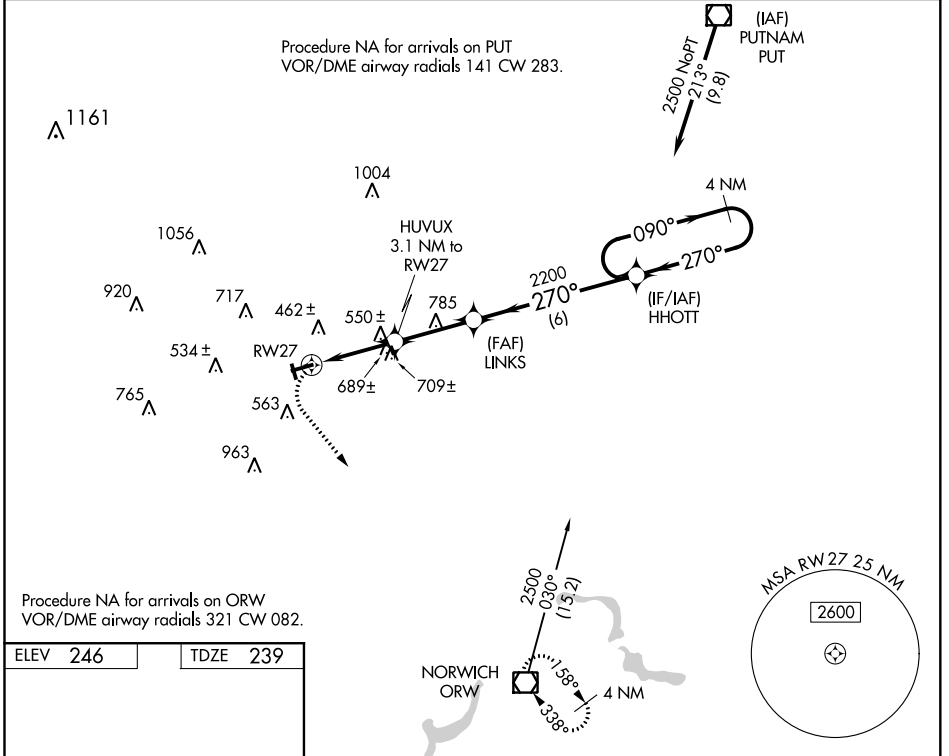 (IAF)
PUTNAM
PUT
Procedure NA for arrivals on PUT
VOR/DME airway radials 141 CW 283.
2500 NoPT
213°
(9.8)
1161
1004
4 NM
090°
270°
HUVUX
3.1 NM to
RW27
1056
2200
270°
(6)
(IF/IAF)
HHOTT
920
717
462±
550±
785
(FAF)
LINKS
534±
RW27
689±
709±
765
563
963
2500
030°
(15.2)
MSA RW27 25 NM
2600
Procedure NA for arrivals on ORW
VOR/DME airway radials 321 CW 082.
ELEV 246
TDZE 239
NORWICH
ORW
158°
338°
4 NM